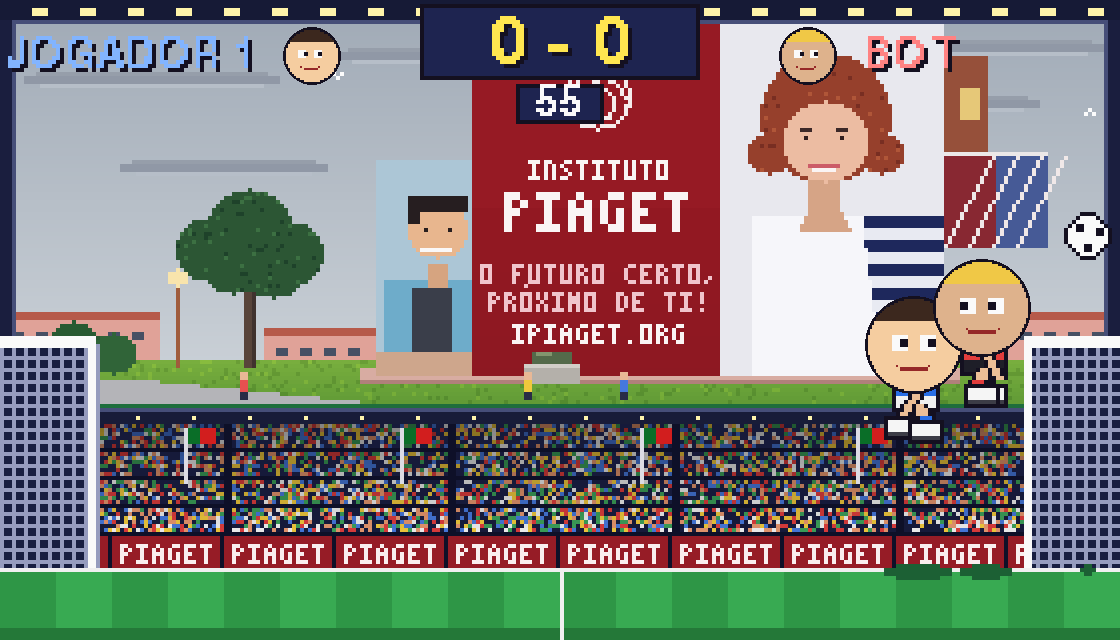 JOGADOR 1
0 - 0
BOT
55
INSTITUTO
PIAGET
O FUTURO CERTO,
PROXIMO DE TI!
IPIAGET.ORG
PIAGET PIAGET PIAGET PIAGET PIAGET PIAGET PIAGET PIAGET P